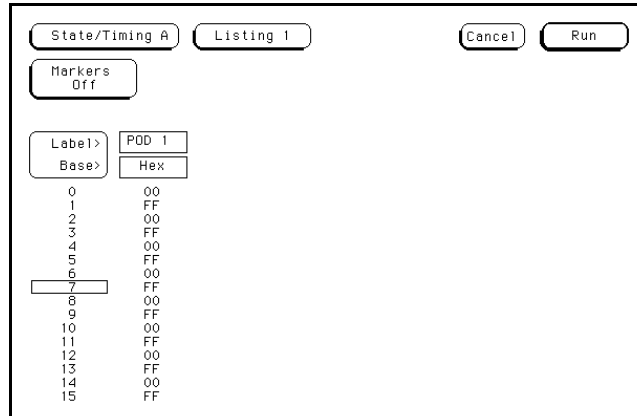 State/Timing A Listing 1 Cancel Run
Markers
Off
Label> POD 1
Base> Hex
0 00
1 FF
2 00
3 FF
4 00
5 FF
6 00
7 FF
8 00
9 FF
10 00
11 FF
12 00
13 FF
14 00
15 FF